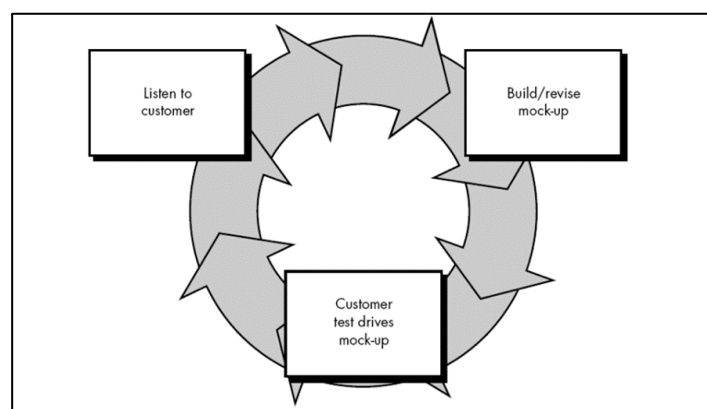 Listen to
customer
Build/revise
mock-up
Customer
test drives
mock-up